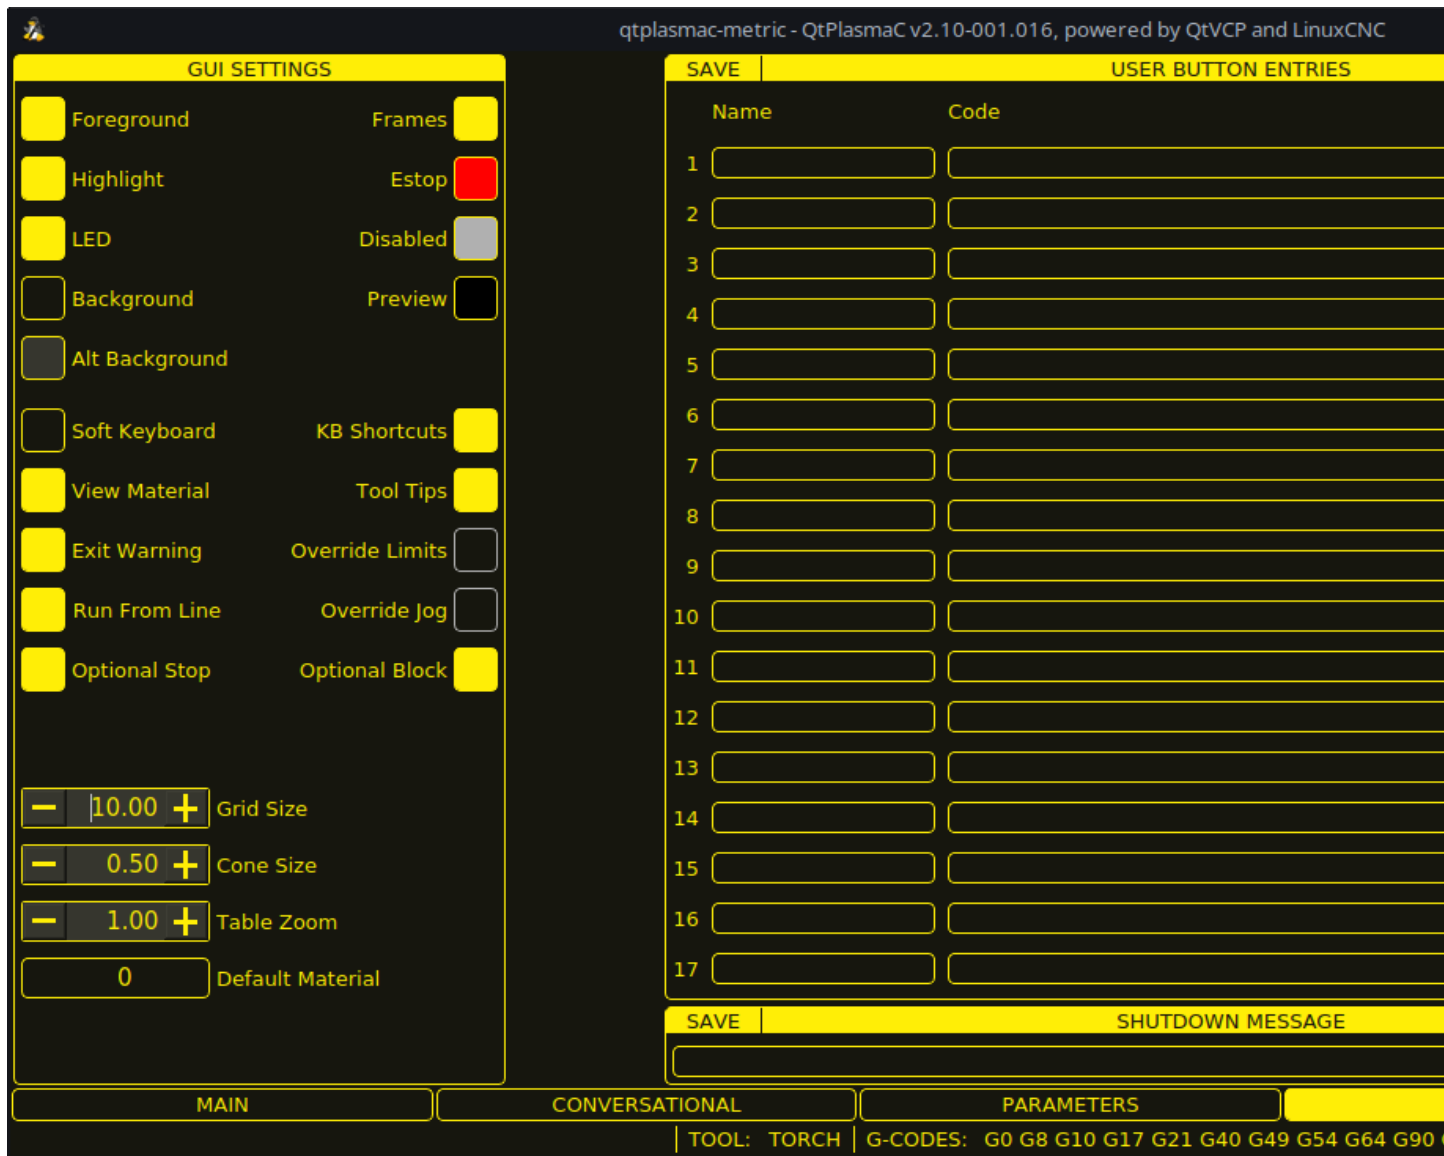 qtplasmac-metric - QtPlasmaC v2.10-001.016, powered by QtVCP and LinuxCNC
GUI SETTINGS
Foreground Frames
Highlight Estop
LED Disabled
Background Preview
Alt Background
Soft Keyboard KB Shortcuts
View Material Tool Tips
Exit Warning Override Limits
Run From Line Override Jog
Optional Stop Optional Block
10.00 Grid Size
0.50 Cone Size
1.00 Table Zoom
0 Default Material
SAVE USER BUTTON ENTRIES
Name Code
1
2
3
4
5
6
7
8
9
10
11
12
13
14
15
16
17
SAVE SHUTDOWN MESSAGE
MAIN CONVERSATIONAL PARAMETERS
TOOL: TORCH G-CODES: G0 G8 G10 G17 G21 G40 G49 G54 G64 G90